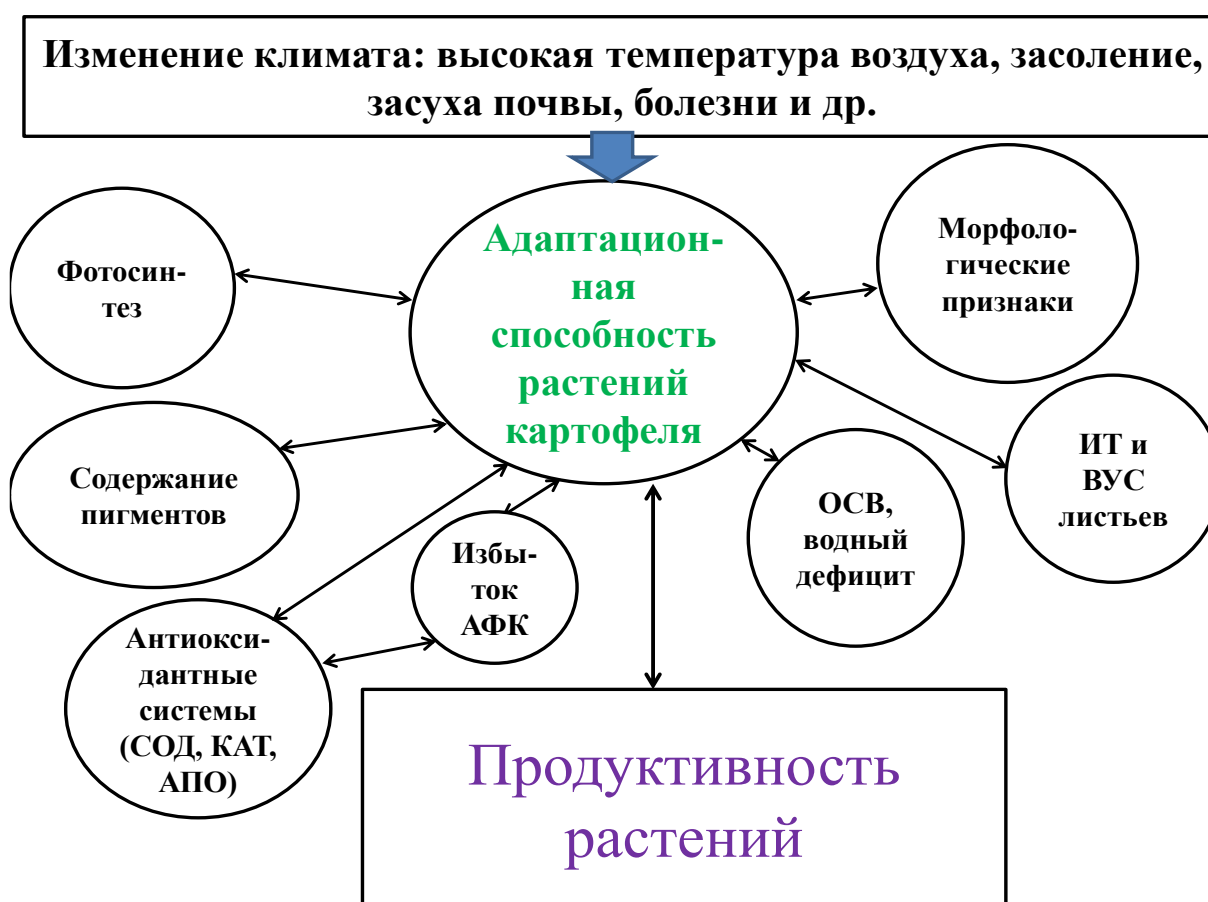 Изменение климата: высокая температура воздуха, засоление,
засуха почвы, болезни и др.
Адаптацион-
ная
способность
растений
картофеля
Фотосин-
тез
Морфоло-
гические
признаки
Содержание
пигментов
ИТ и
ВУС
листьев
ОСВ,
водный
дефицит
Избы-
ток
АФК
Антиокси-
дантные
системы
(СОД, КАТ,
АПО)
Продуктивность
растений